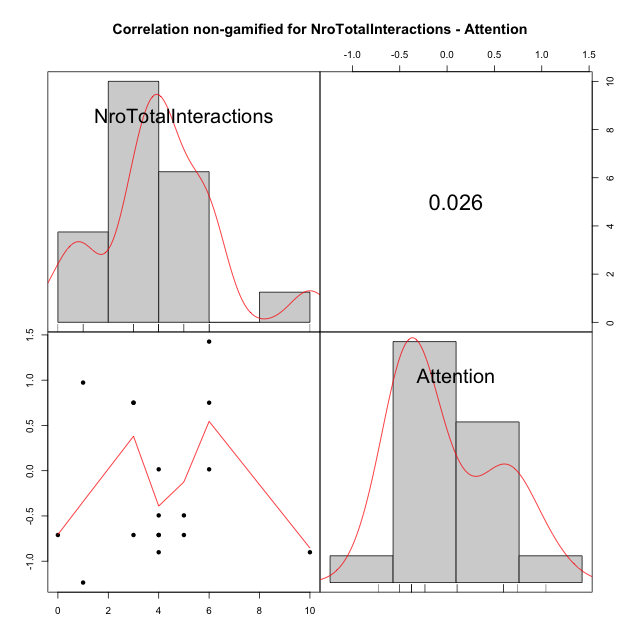 Correlation non-gamified for NroTotalInteractions - Attention
-1.0 -0.5 0.0 0.5 1.0 1.5
NroTotalInteractions
0.026
0 2 4 6 8 10
-1.0 -0.5 0.0 0.5 1.0 1.5
Attention
0 2 4 6 8 10